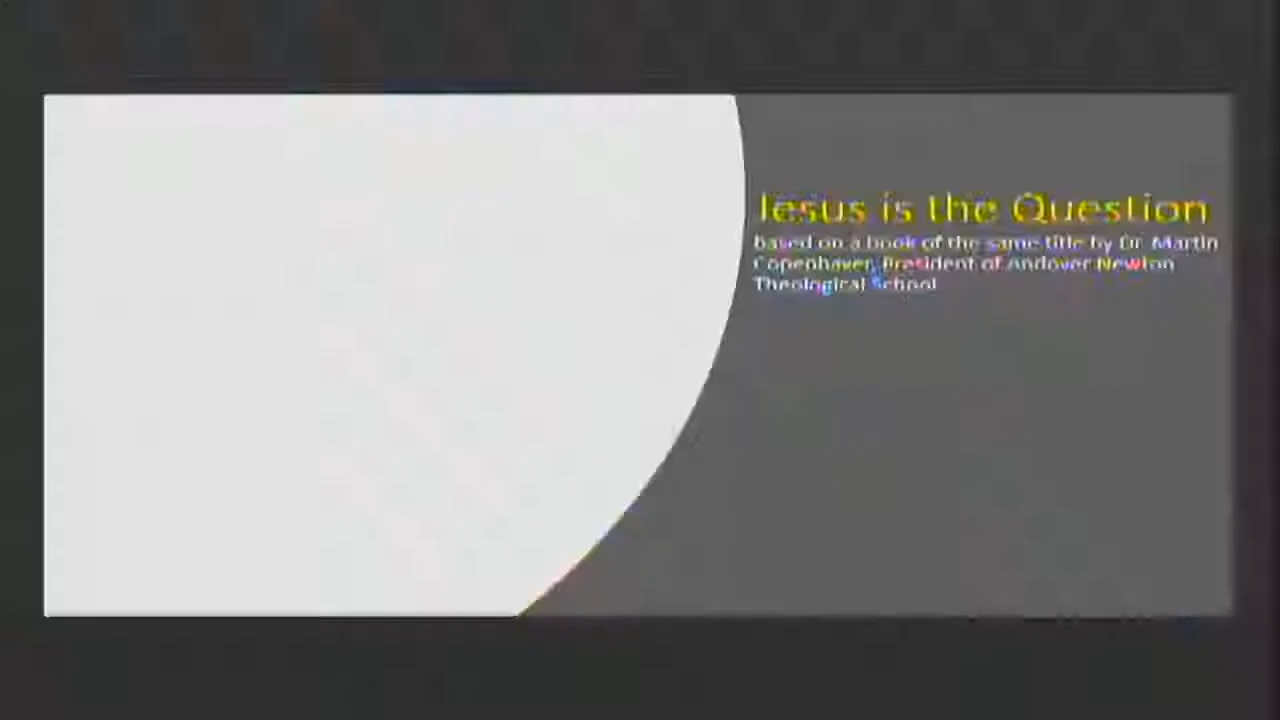 Jesus is the Question
based on a book of the same title by Dr. Martin
Copenhaver, President of Andover Newton
Theological School